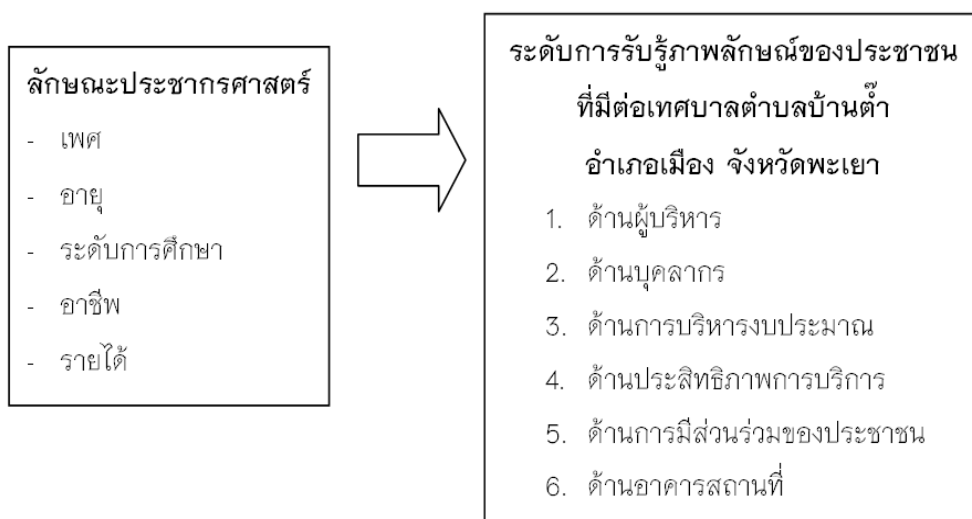 ลักษณะประชากรศาสตร์
- เพศ
- อายุ
- ระดับการศึกษา
- อาชีพ
- รายได้
ระดับการรับรู้ภาพลักษณ์ของประชาชน
ที่มีต่อเทศบาลตำบลบ้านต๊ำ
อำเภอเมือง จังหวัดพะเยา
1. ด้านผู้บริหาร
2. ด้านบุคลากร
3. ด้านการบริหารงบประมาณ
4. ด้านประสิทธิภาพการบริการ
5. ด้านการมีส่วนร่วมของประชาชน
6. ด้านอาคารสถานที่